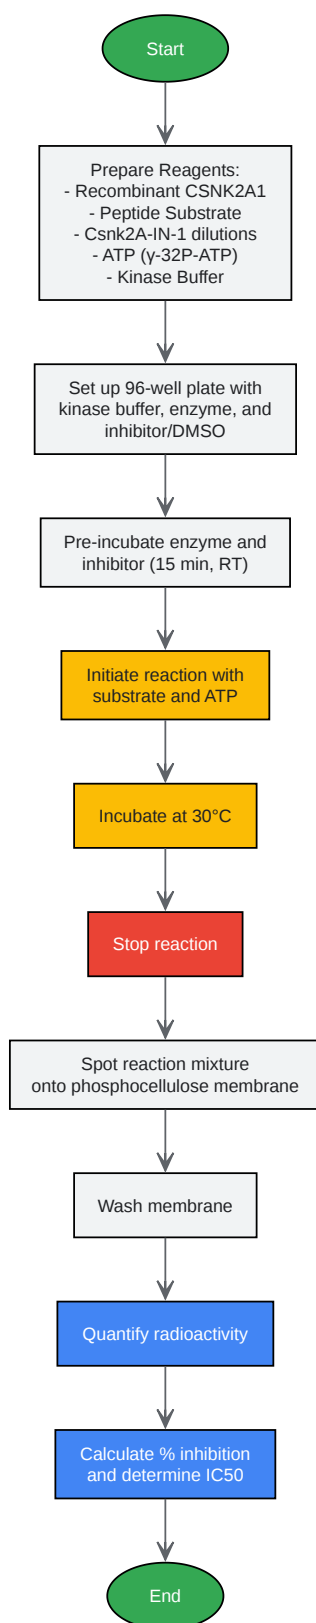 Start
Prepare Reagents:
- Recombinant CSNK2A1
- Peptide Substrate
- Csnk2A-IN-1 dilutions
- ATP (γ-32P-ATP)
- Kinase Buffer
Set up 96-well plate with
kinase buffer, enzyme, and
inhibitor/DMSO
Pre-incubate enzyme and
inhibitor (15 min, RT)
Initiate reaction with
substrate and ATP
Incubate at 30°C
Stop reaction
Spot reaction mixture
onto phosphocellulose membrane
Wash membrane
Quantify radioactivity
Calculate % inhibition
and determine IC50
End